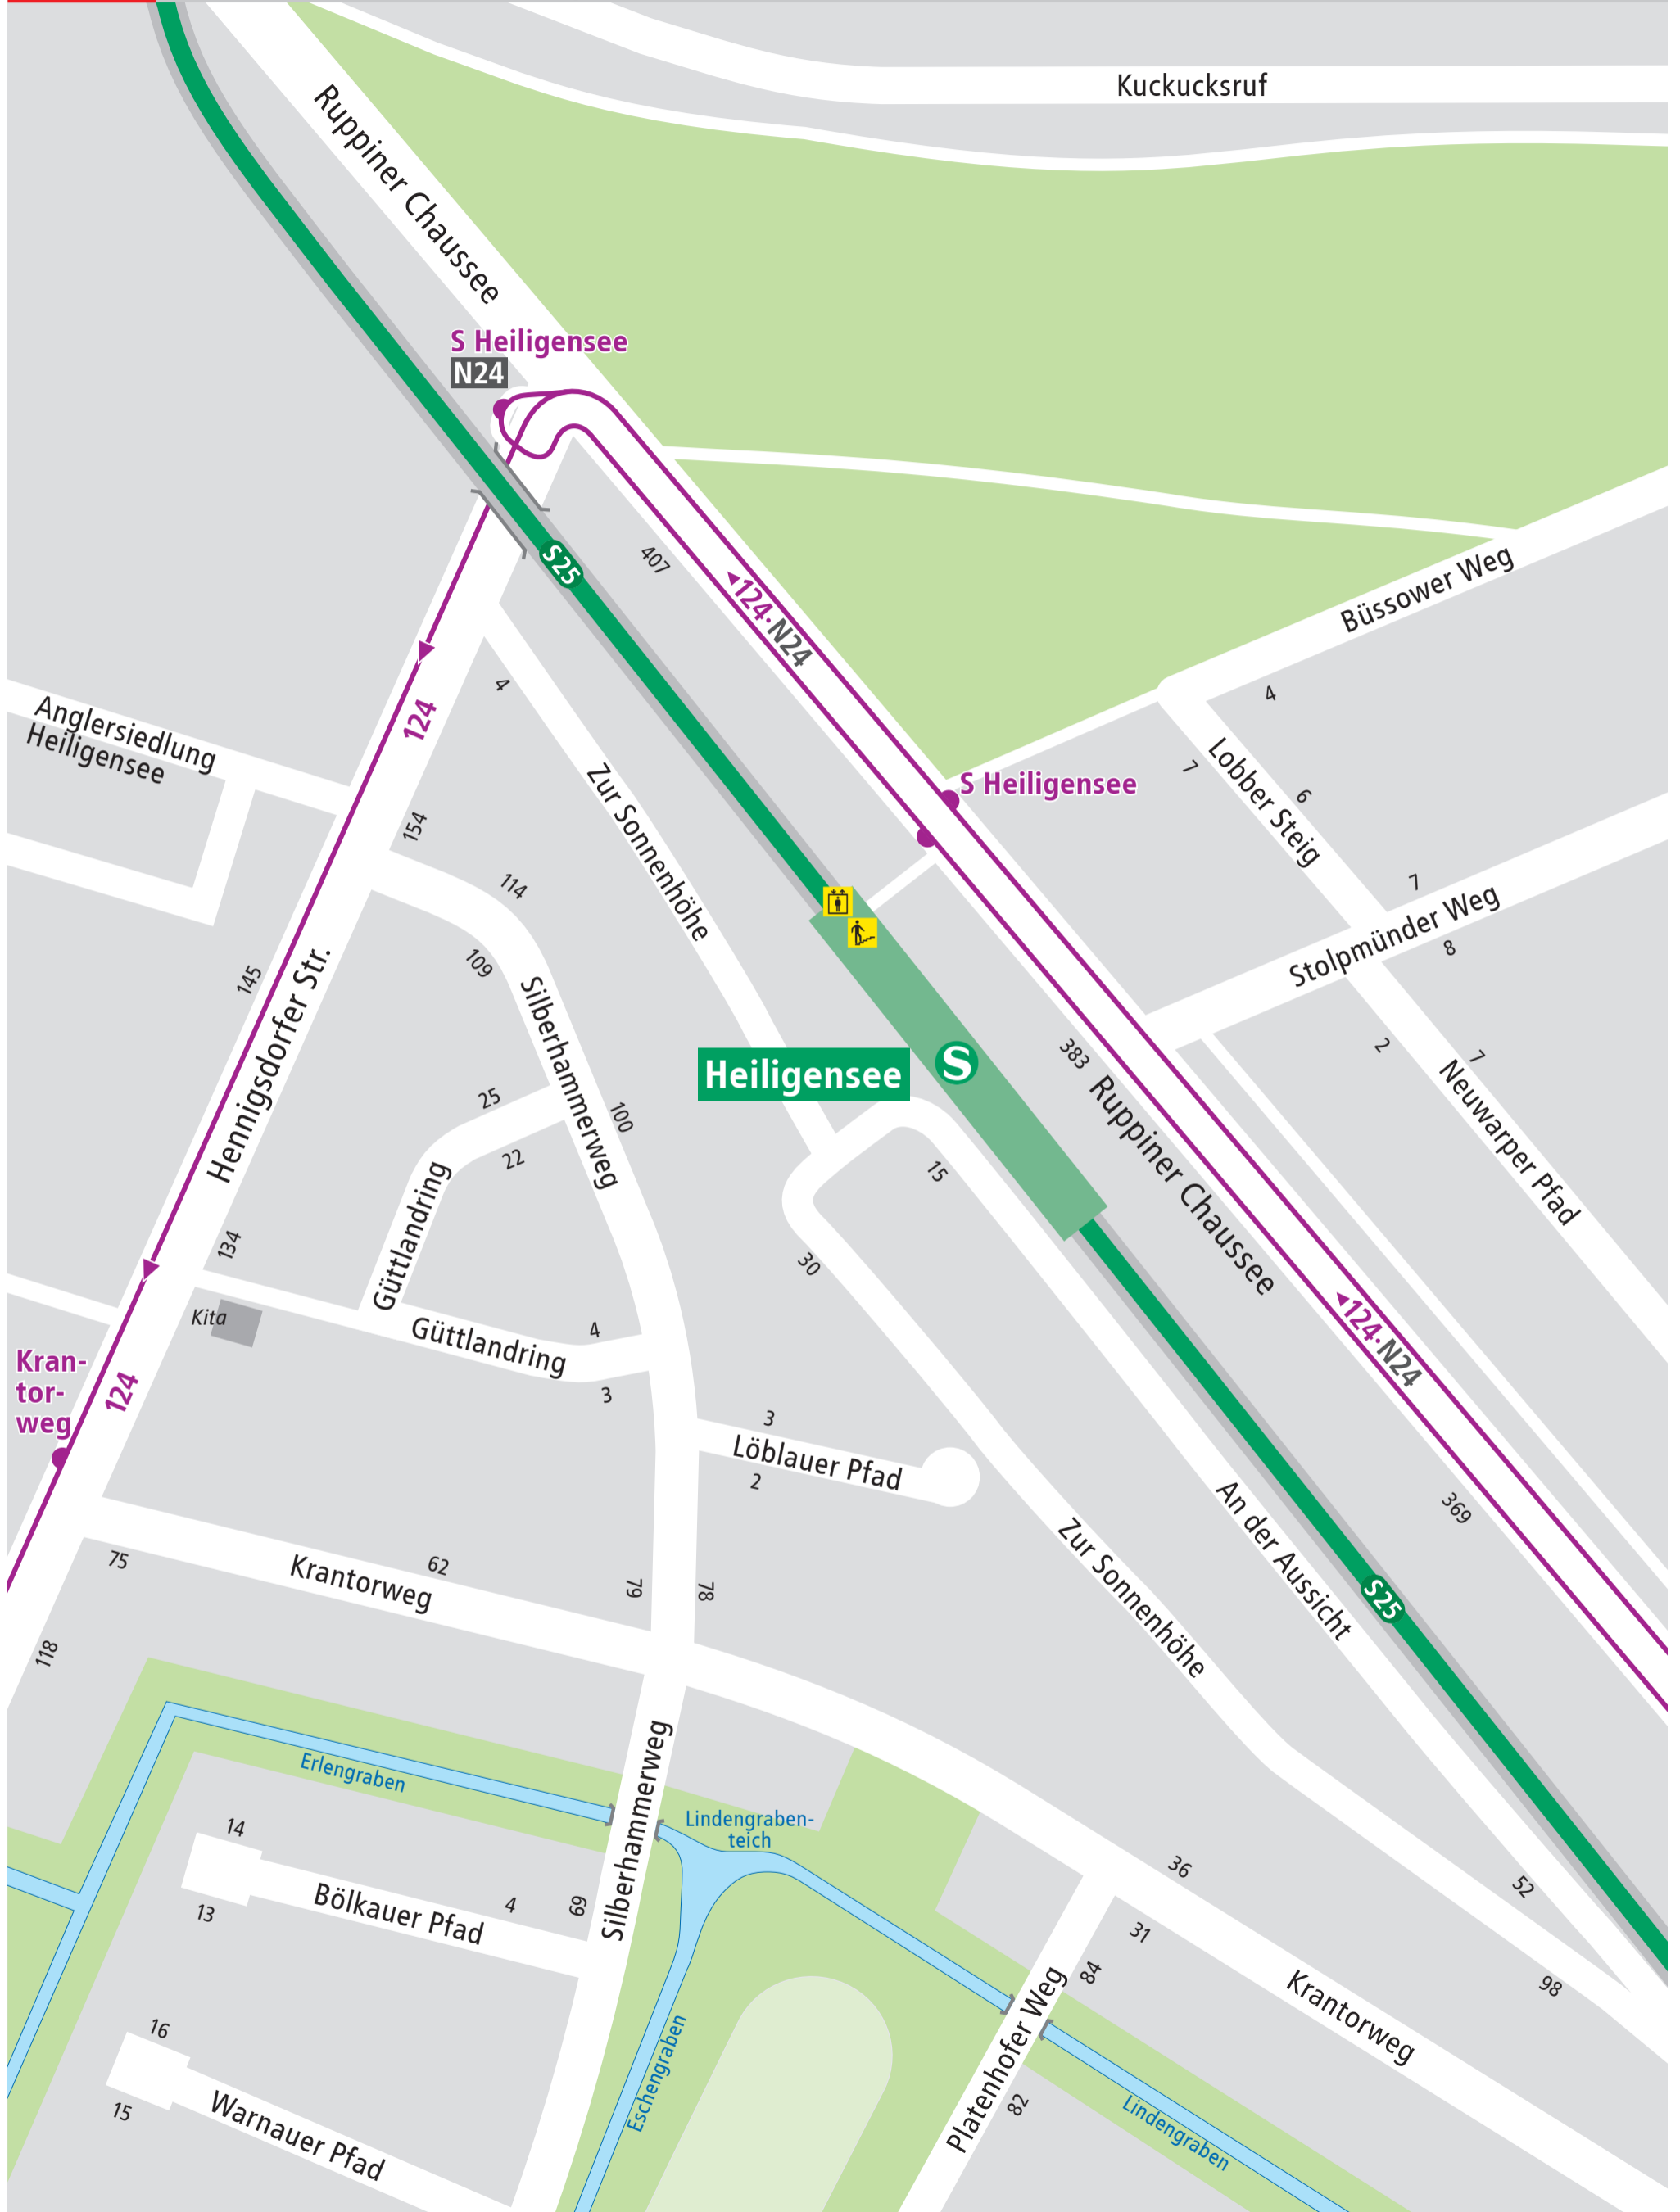 Kuckucksruf
Ruppiner Chaussee
S Heiligensee
N24
S25
407
124·N24
Büssower Weg
4
4
124
Anglersiedlung
Heiligensee
Lobber Steig
7
6
S Heiligensee
Zur Sonnenhöhe
154
114
7
Stolpmünder Weg
8
109
145
Hennigsdorfer Str.
Silberhammerweg
383
2
7
Neuwarper Pfad
Heiligensee
S
Ruppiner Chaussee
25
100
22
15
Güttlandring
134
30
Kita
Güttlandring
4
3
124·N24
Kran-
tor-
weg
124
3
Löblauer Pfad
2
An der Aussicht
369
Zur Sonnenhöhe
S25
75
62
Krantorweg
79
78
118
Silberhammerweg
Erlengraben
Lindengraben-
teich
14
13
Bölkauer Pfad
4
69
36
52
31
84
98
Krantorweg
Platenhofer Weg
Eschengraben
16
15
Warnauer Pfad
82
Lindengraben